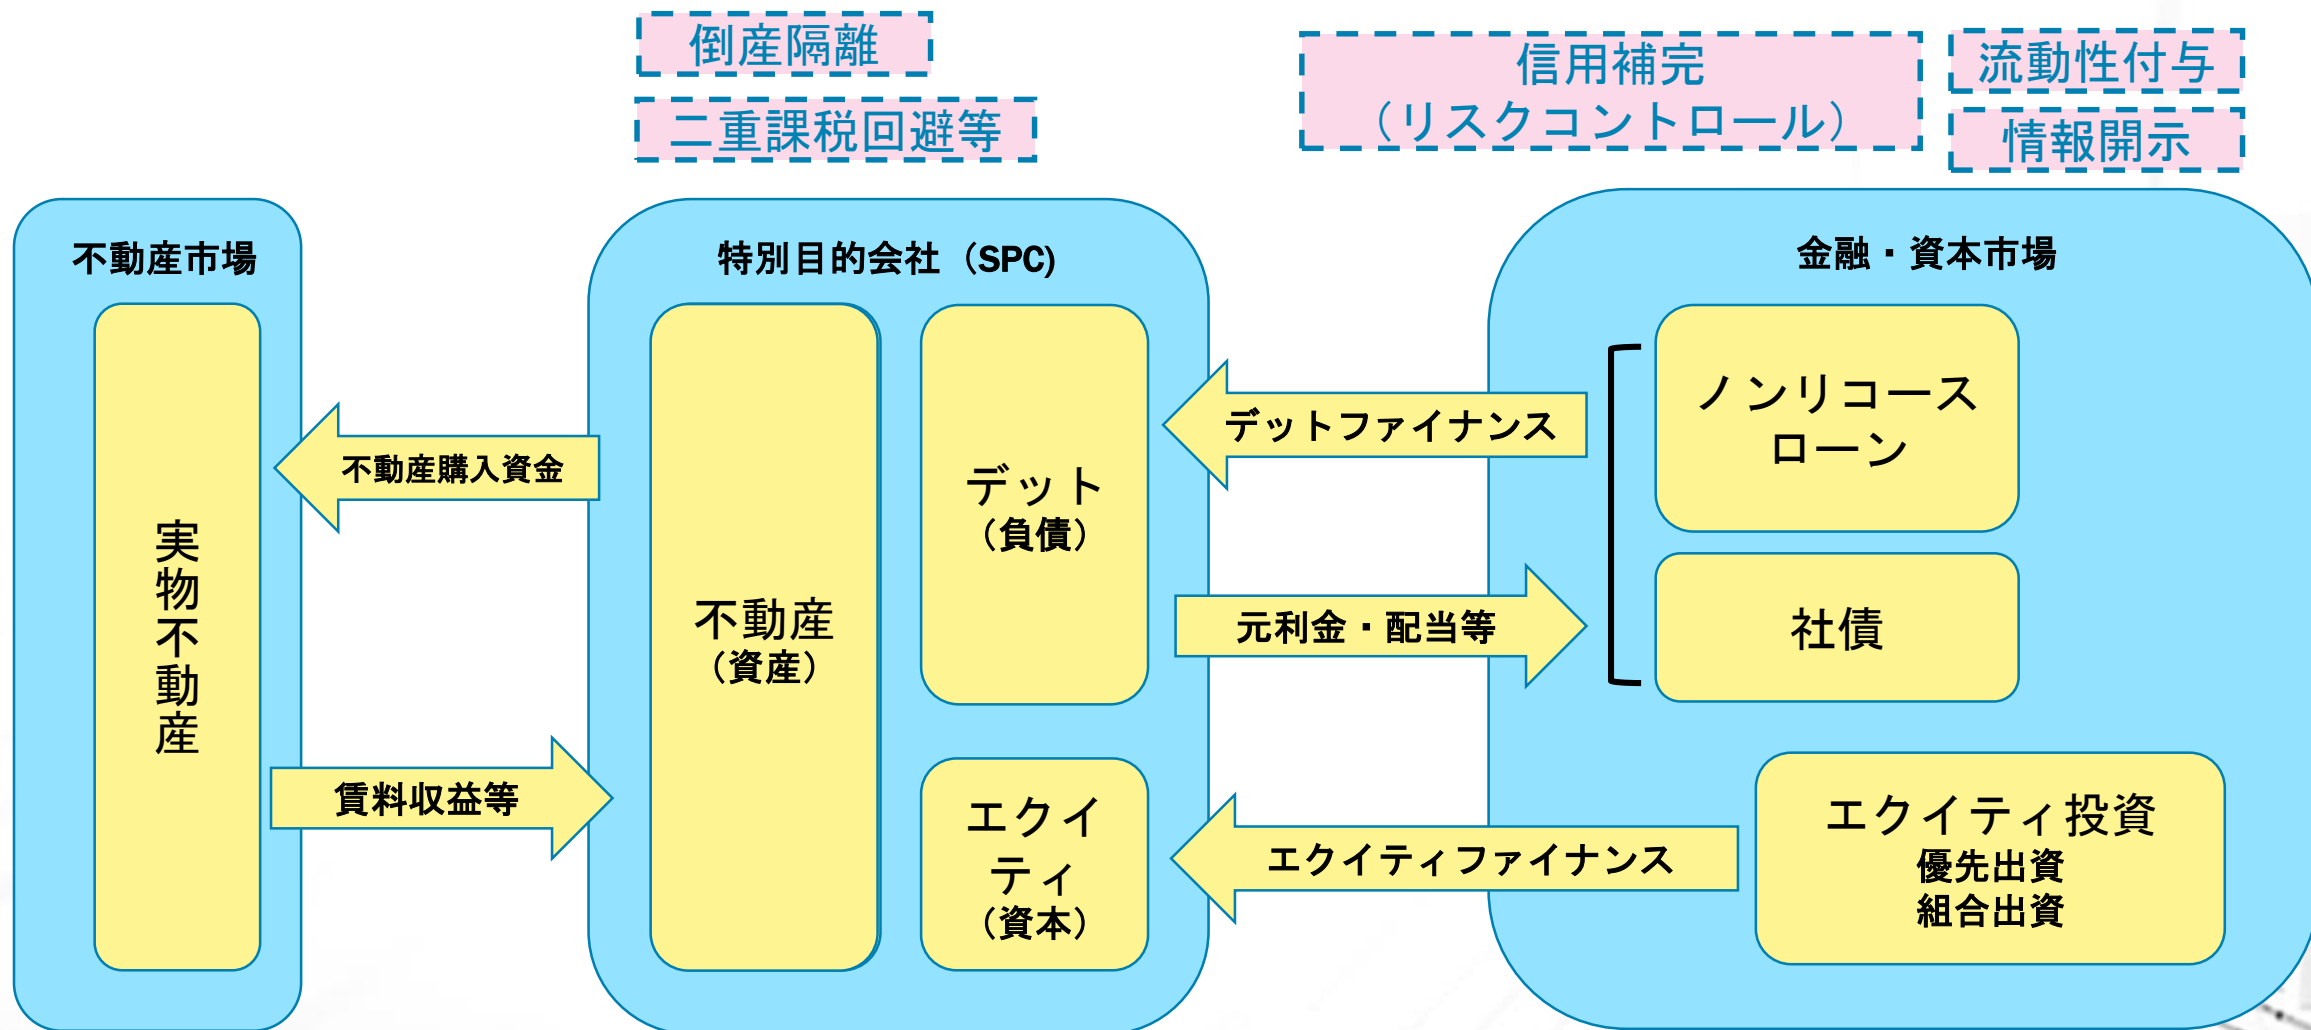 倒産隔離
二重課税回避等
信用補完
（リスクコントロール）
流動性付与
情報開示
不動産市場
実物不動産
不動産購入資金
賃料収益等
特別目的会社（SPC)
不動産
（資産）
デット
（負債）
エクイ
ティ
（資本）
デットファイナンス
元利金・配当等
エクイティファイナンス
金融・資本市場
ノンリコース
ローン
社債
エクイティ投資
優先出資
組合出資